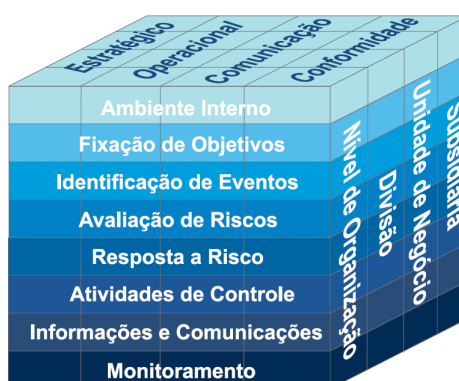 Estratégico
Operacional
Comunicação
Conformidade
Ambiente Interno
Fixação de Objetivos
Identificação de Eventos
Avaliação de Riscos
Resposta a Risco
Atividades de Controle
Informações e Comunicações
Monitoramento
Nível de Organização
Divisão
Unidade de Negócio
Subsidiária